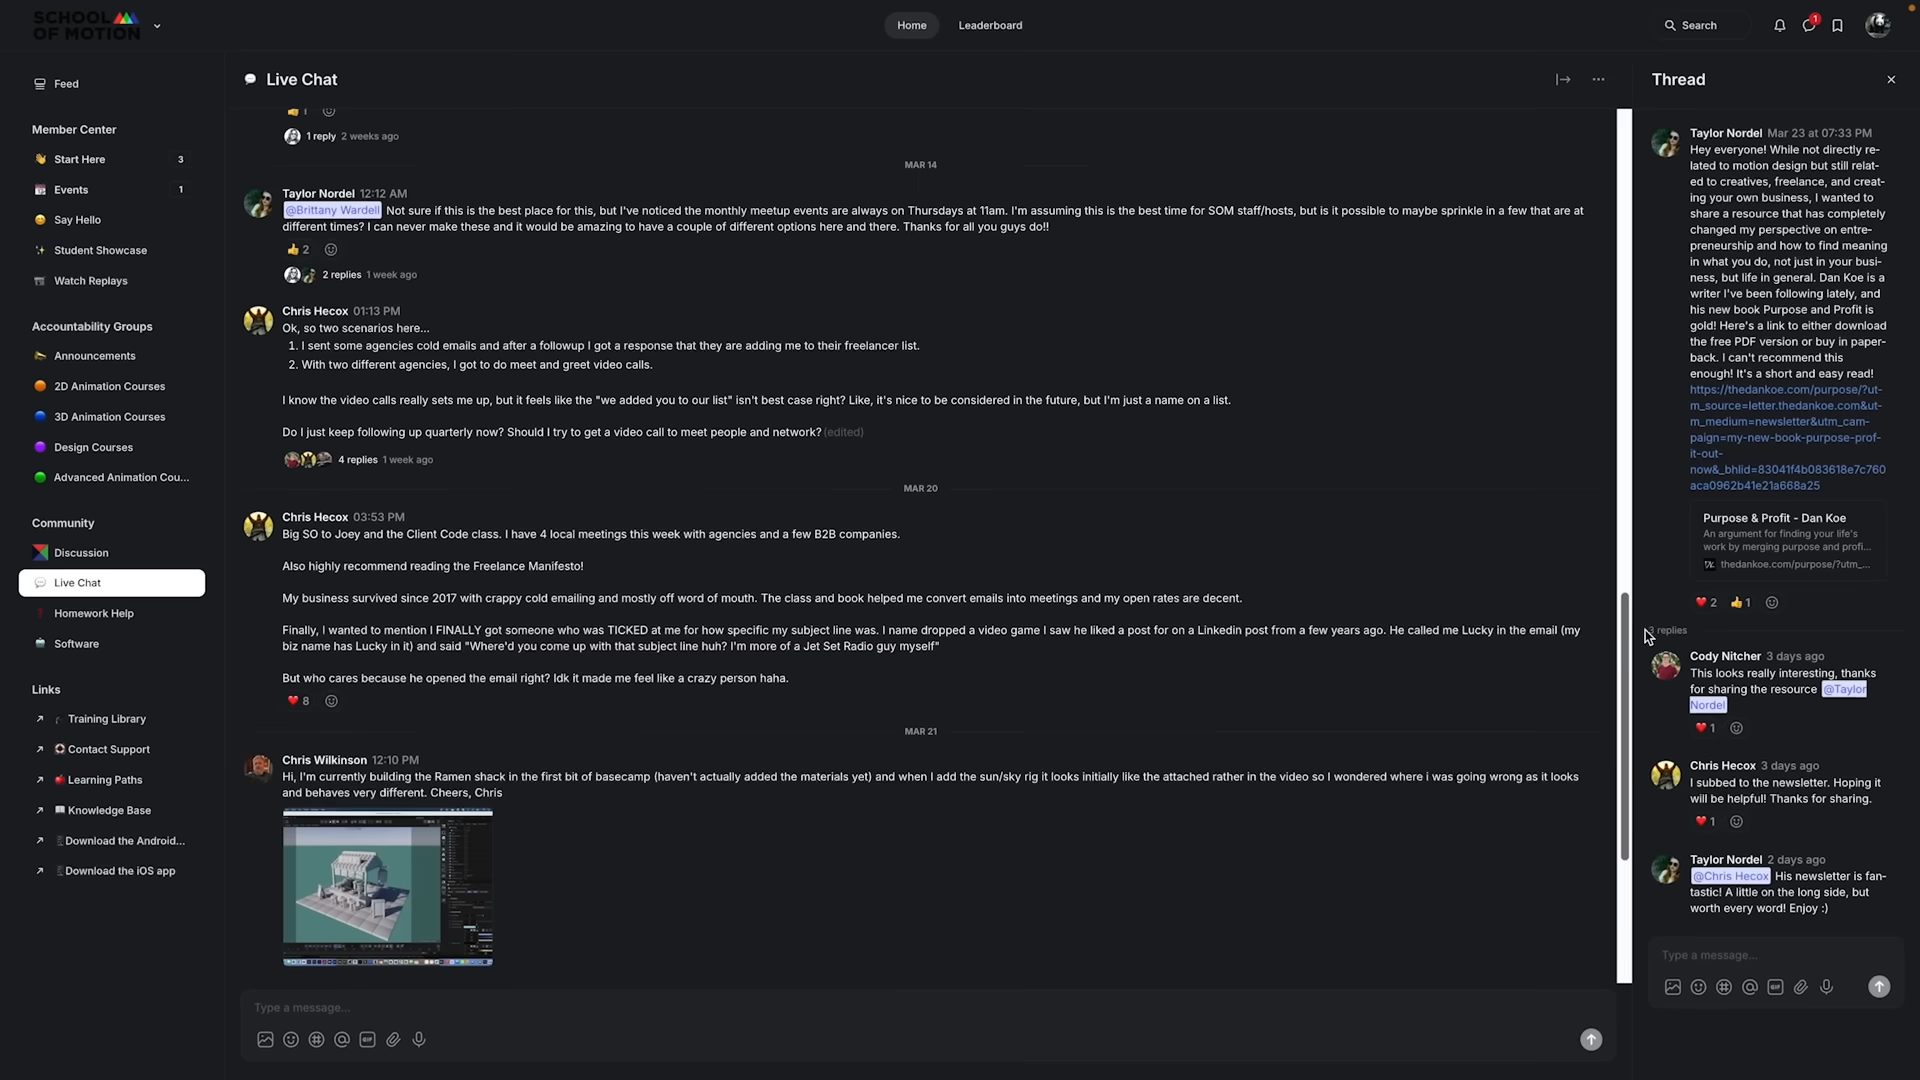 SCHOOL
OF MOTION
Home
Leaderboard
Search
1
Feed
Member Center
Start Here
3
Events
1
Say Hello
Student Showcase
Watch Replays
Accountability Groups
Announcements
2D Animation Courses
3D Animation Courses
Design Courses
Advanced Animation Cou...
Community
Discussion
Live Chat
Homework Help
Software
Links
Training Library
Contact Support
Learning Paths
Knowledge Base
Download the Android...
Download the iOS app
Live Chat
1
1 reply 2 weeks ago
MAR 14
Taylor Nordel 12:12 AM
@Brittany Wardell Not sure if this is the best place for this, but I've noticed the monthly meetup events are always on Thursdays at 11am. I'm assuming this is the best time for SOM staff/hosts, but is it possible to maybe sprinkle in a few that are at
different times? I can never make these and it would be amazing to have a couple of different options here and there. Thanks for all you guys do!!
2
2 replies 1 week ago
Chris Hecox 01:13 PM
Ok, so two scenarios here...
1. I sent some agencies cold emails and after a followup I got a response that they are adding me to their freelancer list.
2. With two different agencies, I got to do meet and greet video calls.
I know the video calls really sets me up, but it feels like the "we added you to our list" isn't best case right? Like, it's nice to be considered in the future, but I'm just a name on a list.
Do I just keep following up quarterly now? Should I try to get a video call to meet people and network? (edited)
4 replies 1 week ago
MAR 20
Chris Hecox 03:53 PM
Big SO to Joey and the Client Code class. I have 4 local meetings this week with agencies and a few B2B companies.
Also highly recommend reading the Freelance Manifesto!
My business survived since 2017 with crappy cold emailing and mostly off word of mouth. The class and book helped me convert emails into meetings and my open rates are decent.
Finally, I wanted to mention I FINALLY got someone who was TICKED at me for how specific my subject line was. I name dropped a video game I saw he liked a post for on a Linkedin post from a few years ago. He called me Lucky in the email (my
biz name has Lucky in it) and said "Where'd you come up with that subject line huh? I'm more of a Jet Set Radio guy myself"
But who cares because he opened the email right? Idk it made me feel like a crazy person haha.
8
MAR 21
Chris Wilkinson 12:10 PM
Hi, I'm currently building the Ramen shack in the first bit of basecamp (haven't actually added the materials yet) and when I add the sun/sky rig it looks initially like the attached rather in the video so I wondered where i was going wrong as it looks
and behaves very different. Cheers, Chris
Type a message...
Thread
Taylor Nordel Mar 23 at 07:33 PM
Hey everyone! While not directly re-
lated to motion design but still relat-
ed to creatives, freelance, and creat-
ing your own business, I wanted to
share a resource that has completely
changed my perspective on entre-
preneurship and how to find meaning
in what you do, not just in your busi-
ness, but life in general. Dan Koe is a
writer I've been following lately, and
his new book Purpose and Profit is
gold! Here's a link to either download
the free PDF version or buy in paper-
back. I can't recommend this
enough! It's a short and easy read!
https://thedankoe.com/purpose/?ut-
m_source=letter.thedankoe.com&ut-
m_medium=newsletter&utm_cam-
paign=my-new-book-purpose-prof-
it-out-
now&_bhlid=83041f4b083618e7c760
aca0962b41e21a668a25
Purpose & Profit - Dan Koe
An argument for finding your life's
work by merging purpose and profi...
thedankoe.com/purpose/?utm_...
2
1
replies
Cody Nitcher 3 days ago
This looks really interesting, thanks
for sharing the resource @Taylor
Nordel
1
Chris Hecox 3 days ago
I subbed to the newsletter. Hoping it
will be helpful! Thanks for sharing.
1
Taylor Nordel 2 days ago
@Chris Hecox His newsletter is fan-
tastic! A little on the long side, but
worth every word! Enjoy :)
Type a message...